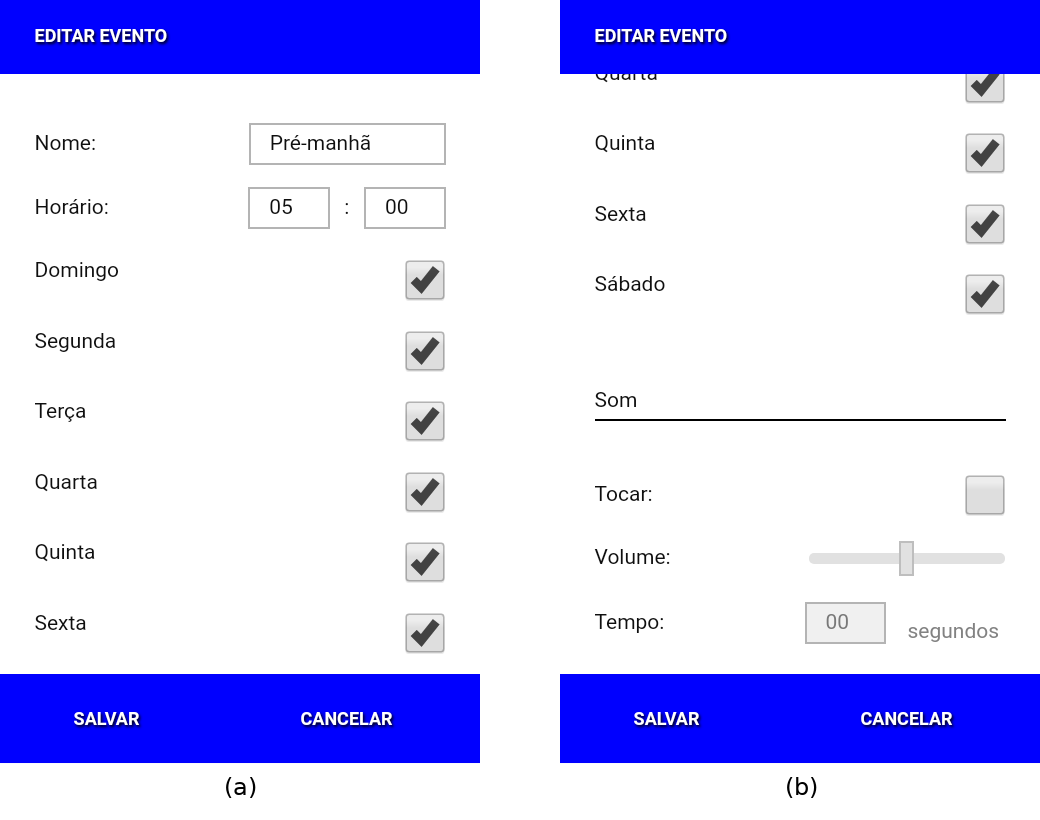 EDITAR EVENTO
Nome: Pré-manhã
Horário: 05 : 00
Domingo
Segunda
Terça
Quarta
Quinta
Sexta
SALVAR CANCELAR
(a)
EDITAR EVENTO
Quarta
Quinta
Sexta
Sábado
Som
Tocar:
Volume:
Tempo: 00 segundos
SALVAR CANCELAR
(b)